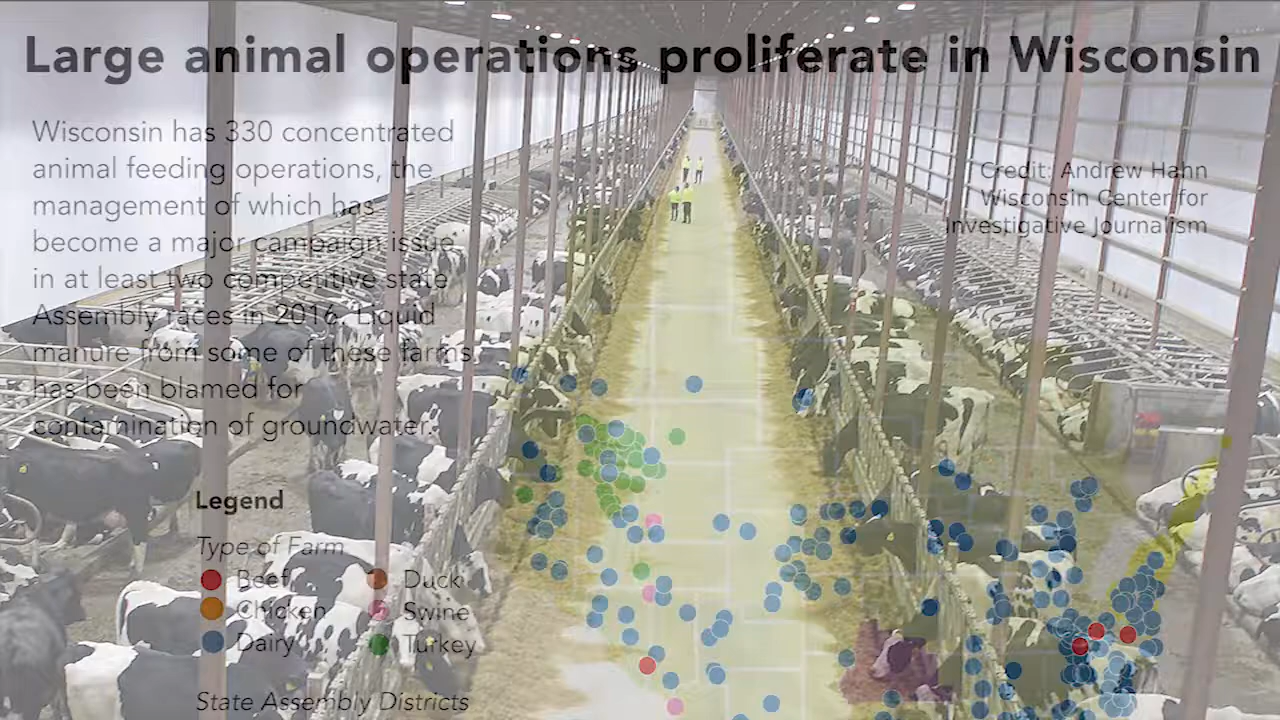 Large animal operations proliferate in Wisconsin
Wisconsin has 330 concentrated
animal feeding operations, the
management of which has
become a major campaign issue
in at least two competitive state
Assembly races in 2016. Liquid
manure from some of these farms
has been blamed for
contamination of groundwater.
Credit: Andrew Hahn
Wisconsin Center for
Investigative Journalism
Legend
Type of Farm
Beef
Duck
Chicken
Swine
Dairy
Turkey
State Assembly Districts